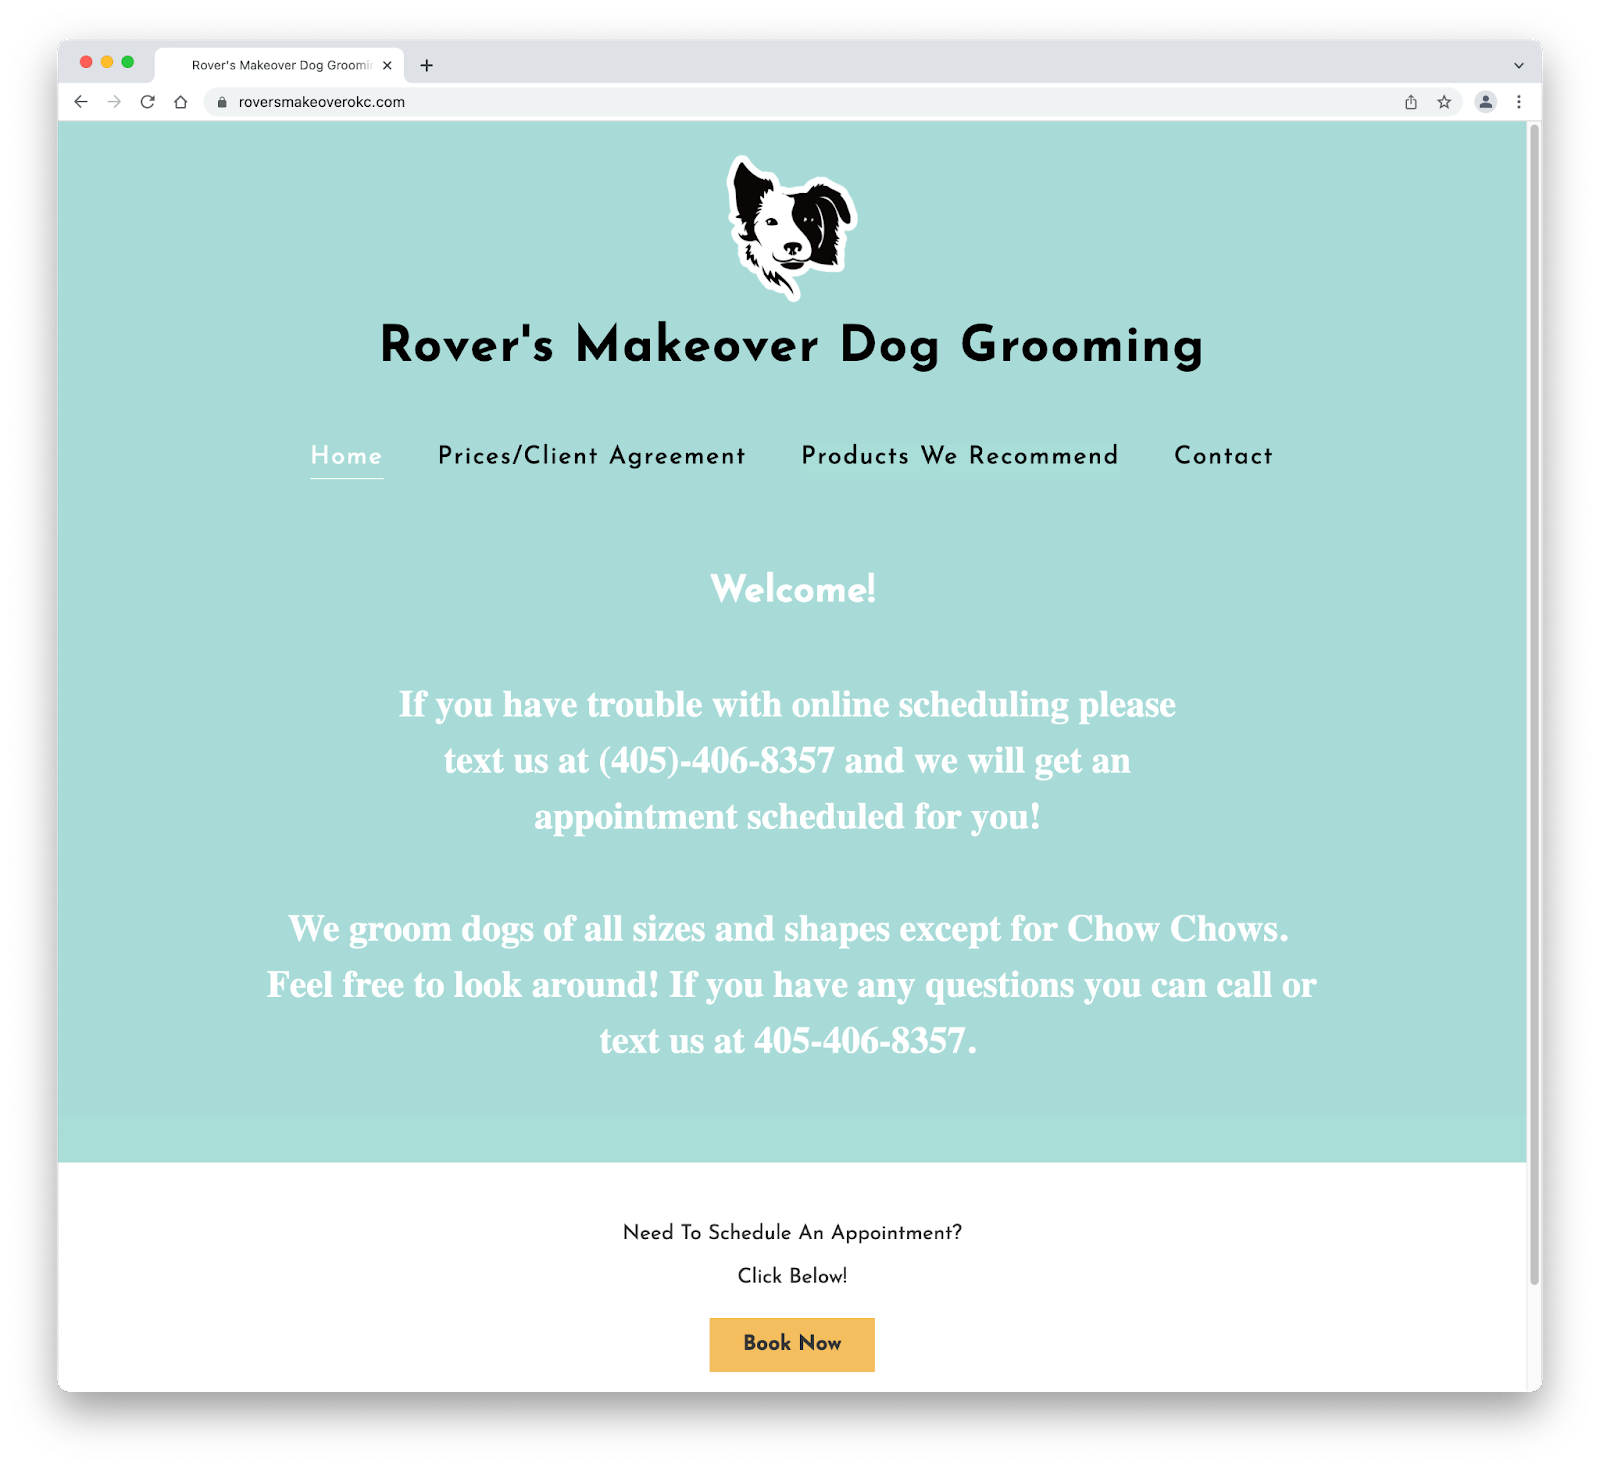 Rover's Makeover Dog Groomin
roversmakeoverokc.com
Rover's Makeover Dog Grooming
Home Prices/Client Agreement Products We Recommend Contact
Welcome!
If you have trouble with online scheduling please
text us at (405)-406-8357 and we will get an
appointment scheduled for you!
We groom dogs of all sizes and shapes except for Chow Chows.
Feel free to look around! If you have any questions you can call or
text us at 405-406-8357.
Need To Schedule An Appointment?
Click Below!
Book Now